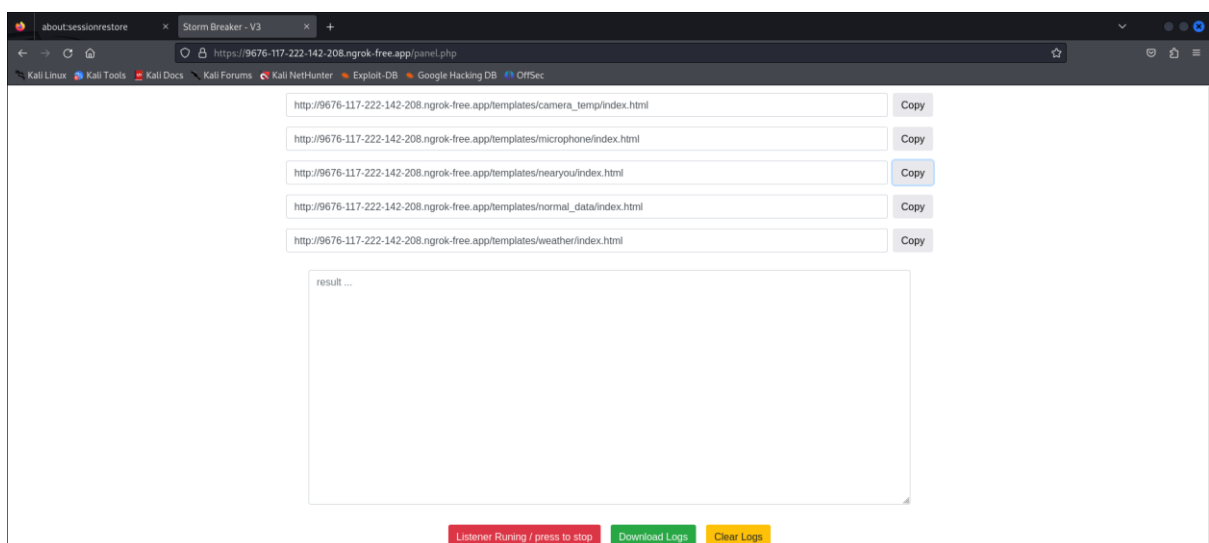 about:sessionrestore × Storm Breaker - V3 × +
https://9676-117-222-142-208.ngrok-free.app/panel.php
Kali Linux Kali Tools Kali Docs Kali Forums Kali NetHunter Exploit-DB Google Hacking DB OffSec
http://9676-117-222-142-208.ngrok-free.app/templates/camera_temp/index.html Copy
http://9676-117-222-142-208.ngrok-free.app/templates/microphone/index.html Copy
http://9676-117-222-142-208.ngrok-free.app/templates/nearyou/index.html Copy
http://9676-117-222-142-208.ngrok-free.app/templates/normal_data/index.html Copy
http://9676-117-222-142-208.ngrok-free.app/templates/weather/index.html Copy
result ...
Listener Runing / press to stop Download Logs Clear Logs